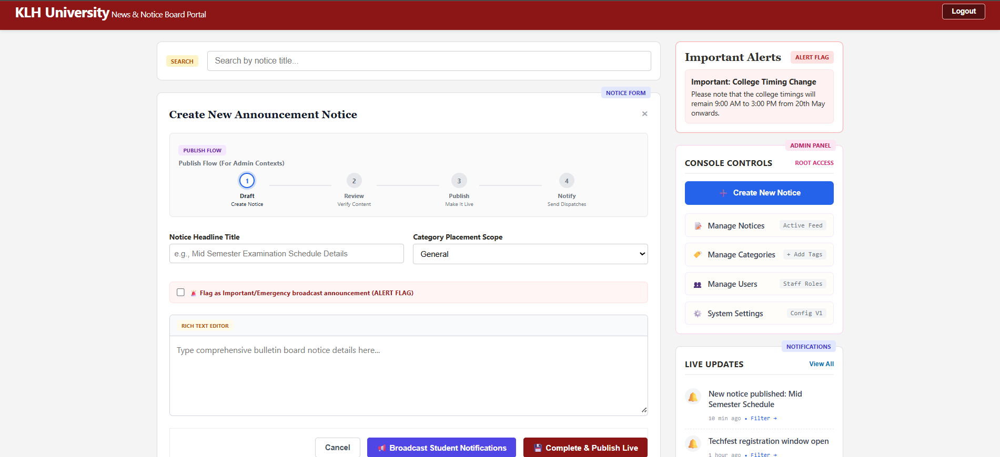 KLH University News & Notice Board Portal
Logout
SEARCH
Search by notice title...
NOTICE FORM
Create New Announcement Notice
×
PUBLISH FLOW
Publish Flow (For Admin Contexts)
1
Draft
Create Notice
2
Review
Verify Content
3
Publish
Make It Live
4
Notify
Send Dispatches
Notice Headline Title
e.g., Mid Semester Examination Schedule Details
Category Placement Scope
General
Flag as Important/Emergency broadcast announcement (ALERT FLAG)
RICH TEXT EDITOR
Type comprehensive bulletin board notice details here...
Cancel
Broadcast Student Notifications
Complete & Publish Live
Important Alerts
ALERT FLAG
Important: College Timing Change
Please note that the college timings will
remain 9:00 AM to 3:00 PM from 20th May
onwards.
ADMIN PANEL
CONSOLE CONTROLS
ROOT ACCESS
Create New Notice
Manage Notices
Active Feed
Manage Categories
+ Add Tags
Manage Users
Staff Roles
System Settings
Config V1
NOTIFICATIONS
LIVE UPDATES
View All
New notice published: Mid
Semester Schedule
10 min ago • Filter →
Techfest registration window open
1 hour ago • Filter →